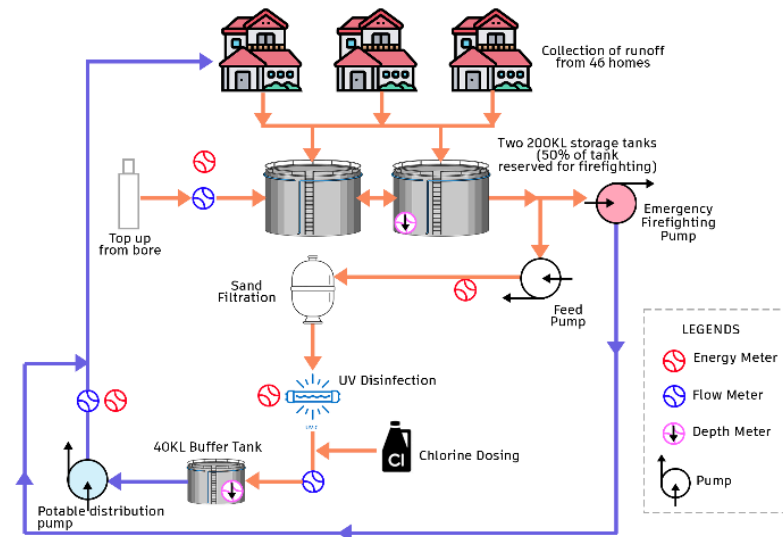 Collection of runoff
from 46 homes
Two 200KL storage tanks
(50% of tank
reserved for firefighting)
Top up
from bore
Emergency
Firefighting
Pump
Sand
Filtration
Feed
Pump
LEGENDS
Energy Meter
Flow Meter
Depth Meter
Pump
UV Disinfection
40KL Buffer Tank
Cl
Chlorine Dosing
Potable distribution
pump